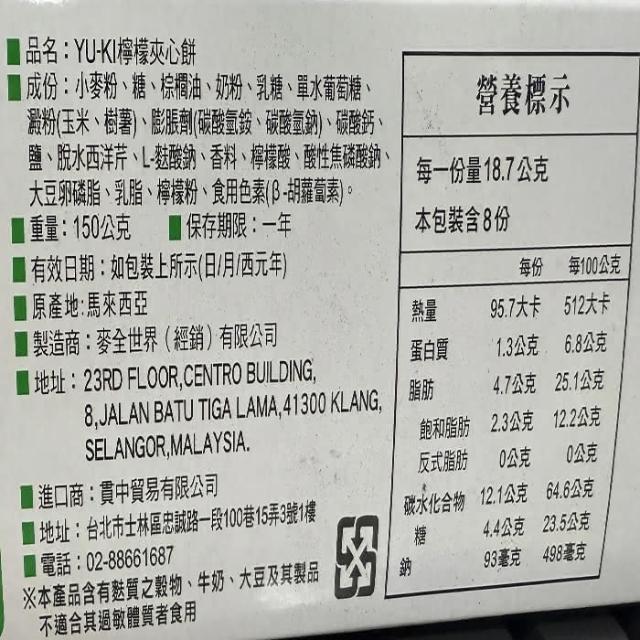 品名：YU-KI檸檬夾心餅
成份：小麥粉、糖、棕櫚油、奶粉、乳糖、單水葡萄糖、
澱粉(玉米、樹薯)、膨脹劑(碳酸氫銨、碳酸氫鈉)、碳酸鈣、
鹽、脫水西洋芹、L-麩酸鈉、香料、檸檬酸、酸性焦磷酸鈉、
大豆卵磷脂、乳脂、檸檬粉、食用色素(β-胡蘿蔔素)。
重量：150公克 保存期限：一年
有效日期：如包裝上所示(日/月/西元年)
原產地:馬來西亞
製造商：麥全世界（經銷）有限公司
地址：23RD FLOOR,CENTRO BUILDING,
8,JALAN BATU TIGA LAMA,41300 KLANG,
SELANGOR,MALAYSIA.
進口商：貫中貿易有限公司
地址：台北市士林區忠誠路一段100巷15弄3號1樓
電話：02-88661687
※本產品含有麩質之穀物、牛奶、大豆及其製品
不適合其過敏體質者食用
營養標示
每一份量18.7公克
本包裝含8份
每份 每100公克
熱量 95.7大卡 512大卡
蛋白質 1.3公克 6.8公克
脂肪 4.7公克 25.1公克
飽和脂肪 2.3公克 12.2公克
反式脂肪 0公克 0公克
碳水化合物 12.1公克 64.6公克
糖 4.4公克 23.5公克
鈉 93毫克 498毫克